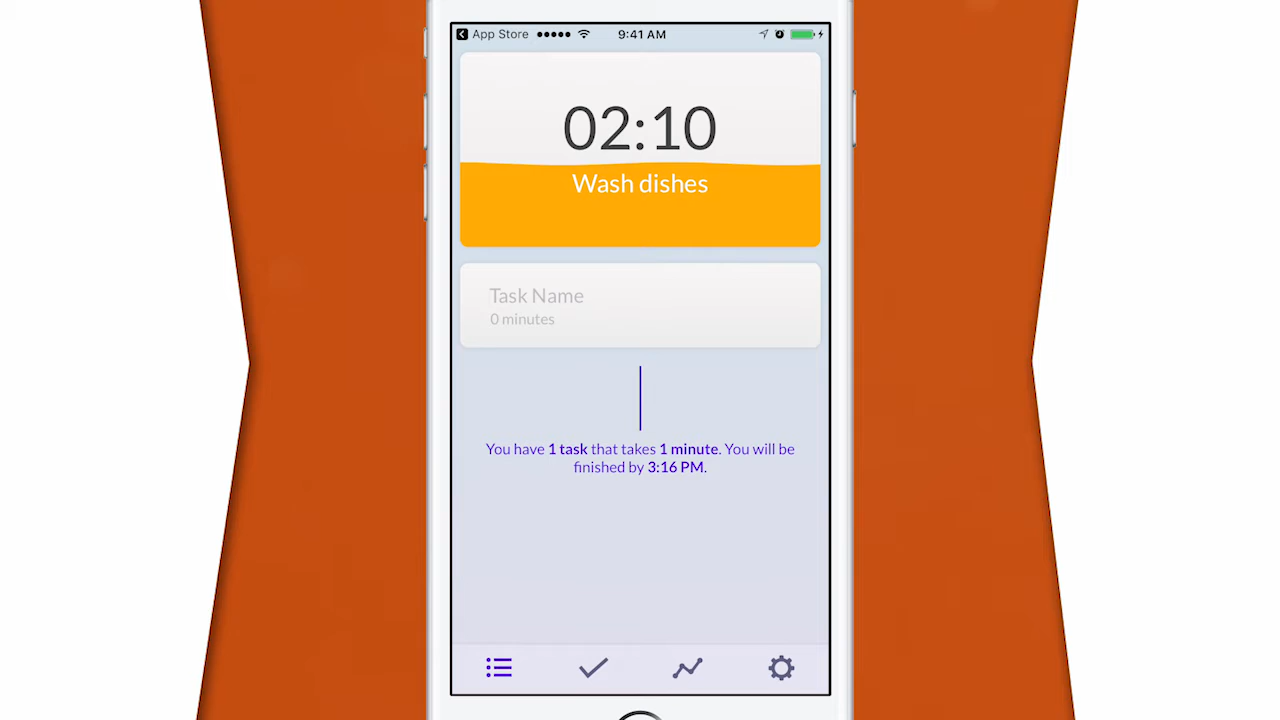 App Store 9:41 AM
02:10
Wash dishes
Task Name
0 minutes
You have 1 task that takes 1 minute. You will be
finished by 3:16 PM.